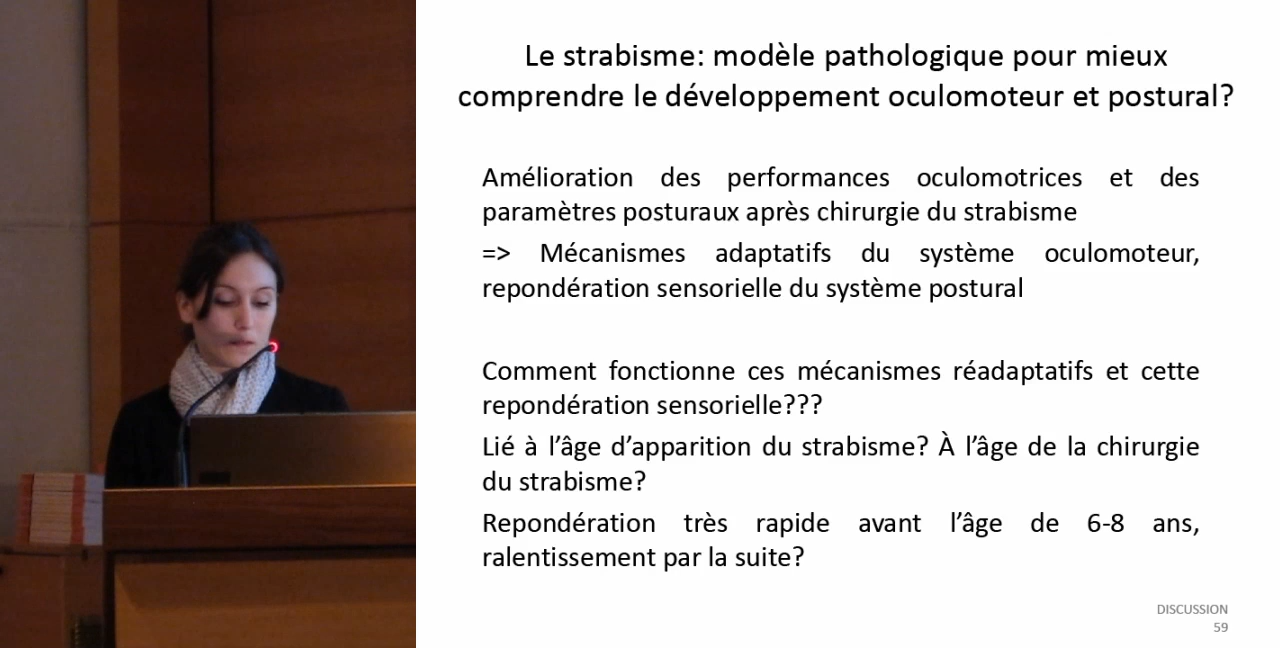 Le strabisme: modèle pathologique pour mieux
comprendre le développement oculomoteur et postural?
Amélioration des performances oculomotrices et des
paramètres posturaux après chirurgie du strabisme
=> Mécanismes adaptatifs du système oculomoteur,
repondération sensorielle du système postural
Comment fonctionne ces mécanismes réadaptatifs et cette
repondération sensorielle???
Lié à l’âge d’apparition du strabisme? À l’âge de la chirurgie
du strabisme?
Repondération très rapide avant l’âge de 6-8 ans,
ralentissement par la suite?
DISCUSSION
59